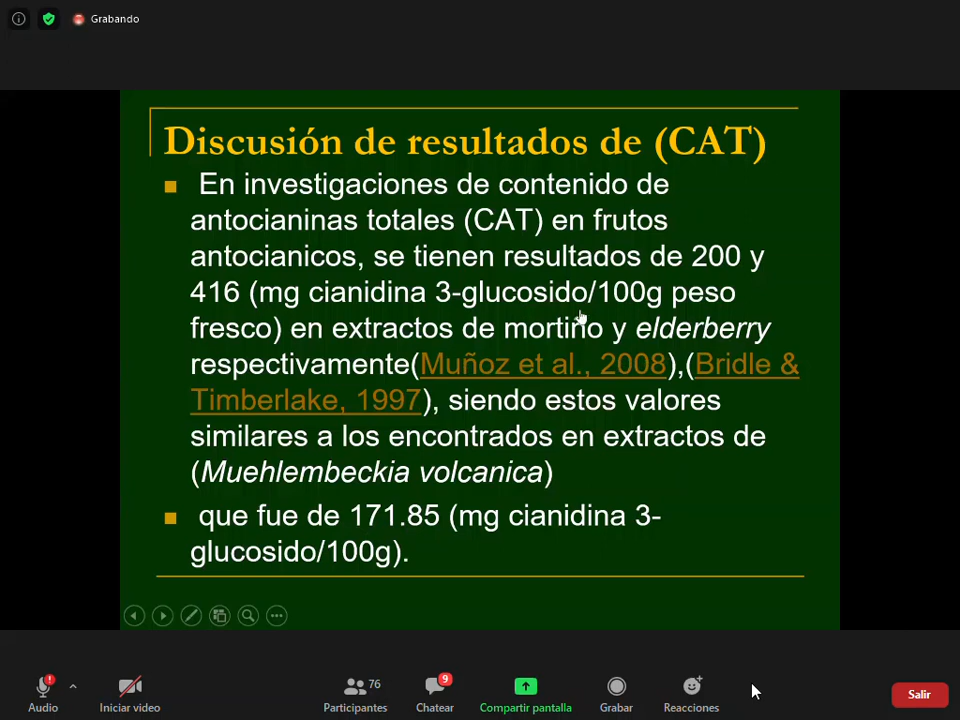 Grabando
Discusión de resultados de (CAT)
En investigaciones de contenido de
antocianinas totales (CAT) en frutos
antocianicos, se tienen resultados de 200 y
416 (mg cianidina 3-glucosido/100g peso
fresco) en extractos de mortiño y elderberry
respectivamente(Muñoz et al., 2008),(Bridle &
Timberlake, 1997), siendo estos valores
similares a los encontrados en extractos de
(Muehlembeckia volcanica)
que fue de 171.85 (mg cianidina 3-
glucosido/100g).
76
9
Audio
Iniciar video
Participantes
Chatear
Compartir pantalla
Grabar
Reacciones
Salir